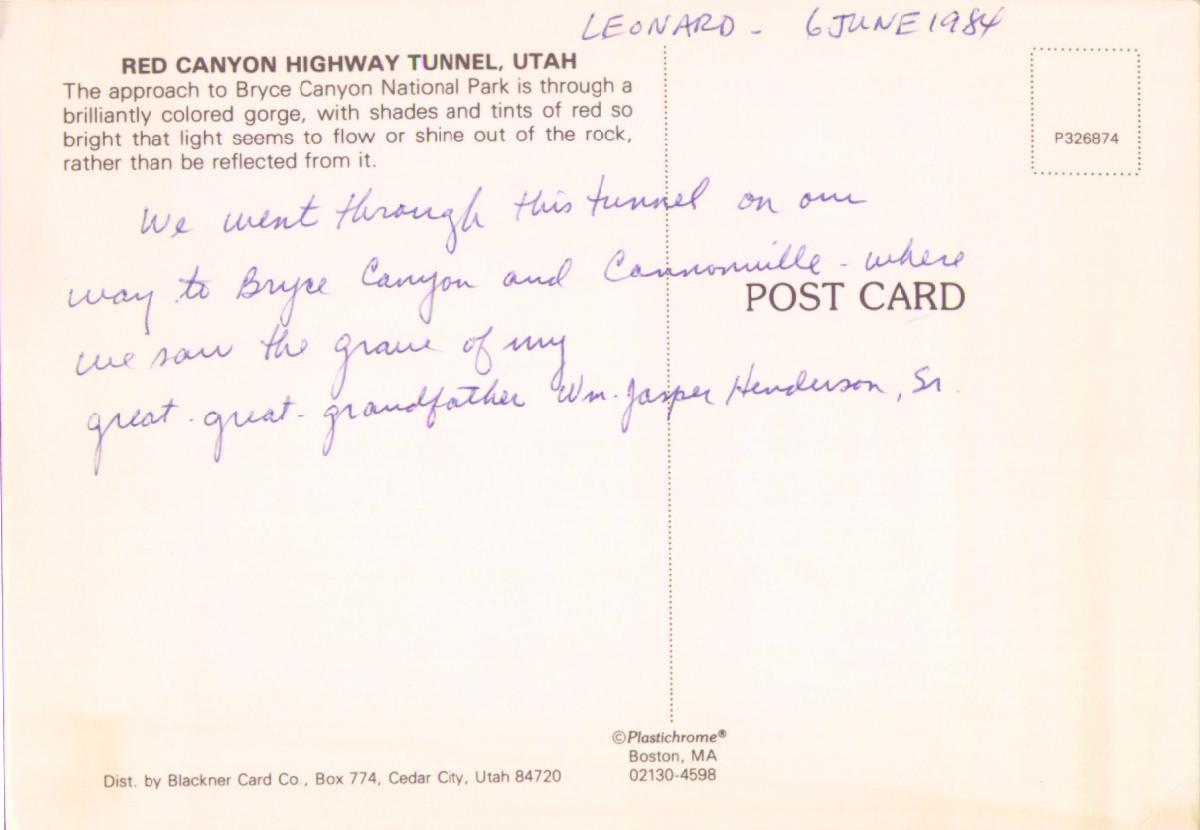 LEONARD - 6 JUNE 1984
RED CANYON HIGHWAY TUNNEL, UTAH
The approach to Bryce Canyon National Park is through a
brilliantly colored gorge, with shades and tints of red so
bright that light seems to flow or shine out of the rock,
rather than be reflected from it.
P326874
We went through this tunnel on our
way to Bryce Canyon and Cannonville - where
POST CARD
we saw the grave of my
great-great-grandfather Wm. Jasper Henderson, Sr.
©Plastichrome®
Boston, MA
02130-4598
Dist. by Blackner Card Co., Box 774, Cedar City, Utah 84720